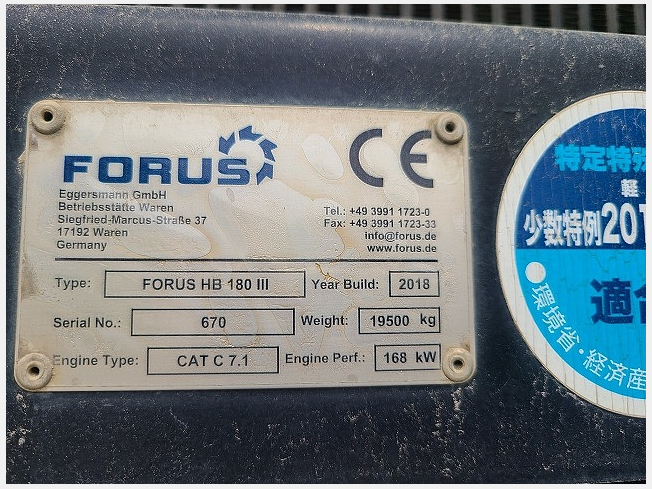 FORUS
CE
Eggersmann GmbH
Betriebsstätte Waren
Siegfried-Marcus-Straße 37
17192 Waren
Germany
Tel.: +49 3991 1723-0
Fax: +49 3991 1723-33
info@forus.de
www.forus.de
Type: FORUS HB 180 III Year Build: 2018
Serial No.: 670 Weight: 19500 kg
Engine Type: CAT C 7.1 Engine Perf.: 168 kW
特定特殊
軽
少数特例201
適合
●環境省・経済産